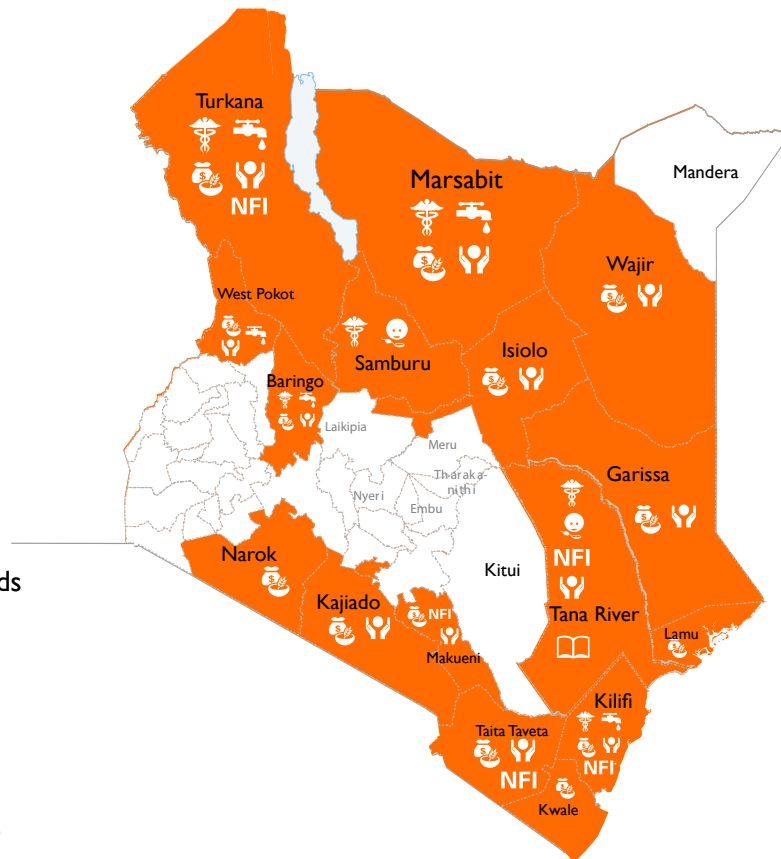 Turkana
NFI
Marsabit
Mandera
Wajir
West Pokot
Samburu
Isiolo
Baringo
Laikipia
Meru
Tharaka-
nithi
Nyeri
Embu
Garissa
NFI
Kitui
Tana River
Narok
ds
Kajiado
NFI
Makueni
Lamu
Kilifi
NFI
Taita Taveta
NFI
Kwale